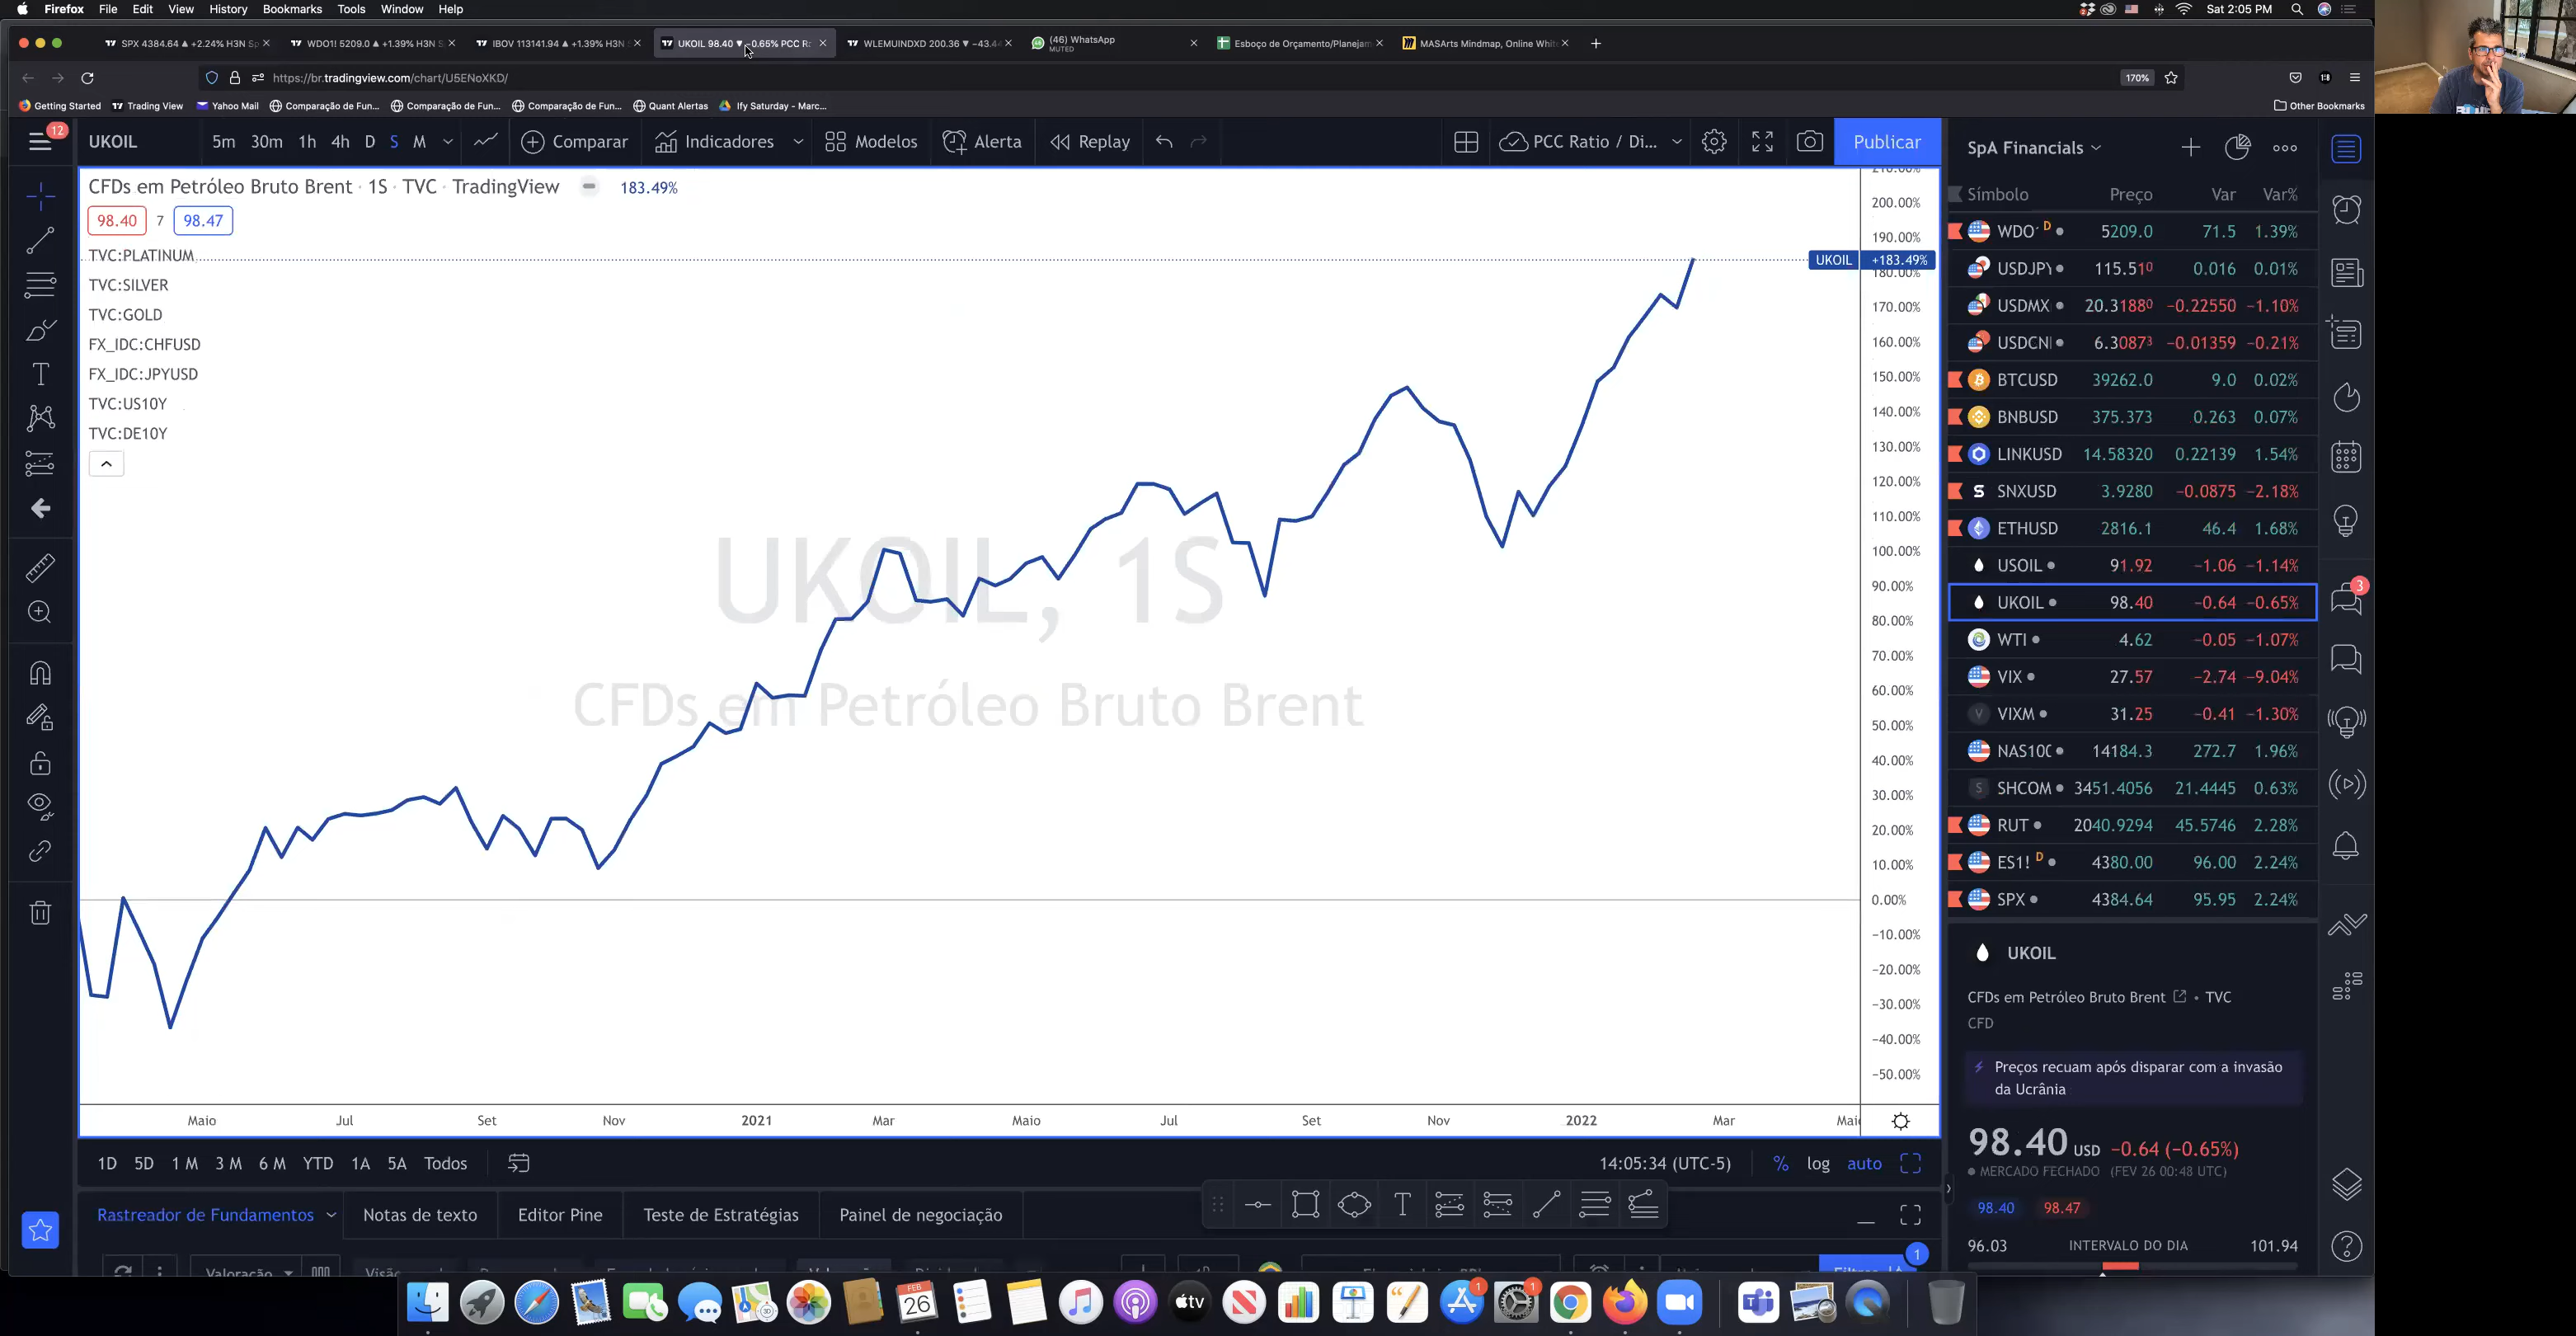 Firefox File Edit View History Bookmarks Tools Window Help
Sat 2:05 PM
SPX 4384.64 ▲ +2.24% H3N Sp
WDO1! 5209.0 ▲ +1.39% H3N S
IBOV 113141.94 ▲ +1.39% H3N
UKOIL 98.40 ▼ −0.65% PCC R
WLEMUINDXD 200.36 ▼ −43.4
(46) WhatsApp
MUTED
Esboço de Orçamento/Planejam
MASArts Mindmap, Online Whit
https://br.tradingview.com/chart/U5ENoXKD/
170%
Getting Started Trading View Yahoo Mail Comparação de Fun... Comparação de Fun... Comparação de Fun... Quant Alertas Ify Saturday - Marc...
Other Bookmarks
12
UKOIL 5m 30m 1h 4h D S M Comparar Indicadores Modelos Alerta Replay
PCC Ratio / Di... Publicar
CFDs em Petróleo Bruto Brent · 1S · TVC · TradingView 183.49%
98.40 7 98.47
TVC:PLATINUM
TVC:SILVER
TVC:GOLD
FX_IDC:CHFUSD
FX_IDC:JPYUSD
TVC:US10Y
TVC:DE10Y
UKOIL, 1S
CFDs em Petróleo Bruto Brent
210.00%
200.00%
190.00%
UKOIL +183.49%
180.00%
170.00%
160.00%
150.00%
140.00%
130.00%
120.00%
110.00%
100.00%
90.00%
80.00%
70.00%
60.00%
50.00%
40.00%
30.00%
20.00%
10.00%
0.00%
−10.00%
−20.00%
−30.00%
−40.00%
−50.00%
Maio Jul Set Nov 2021 Mar Maio Jul Set Nov 2022 Mar Maio
1D 5D 1 M 3 M 6 M YTD 1A 5A Todos
14:05:34 (UTC-5) % log auto
Rastreador de Fundamentos Notas de texto Editor Pine Teste de Estratégias Painel de negociação
Valoração
1
SpA Financials
Símbolo Preço Var Var%
WDO1 D 5209.0 71.5 1.39%
USDJPY 115.510 0.016 0.01%
USDMX 20.31880 −0.22550 −1.10%
USDCN 6.30873 −0.01359 −0.21%
BTCUSD 39262.0 9.0 0.02%
BNBUSD 375.373 0.263 0.07%
LINKUSD 14.58320 0.22139 1.54%
SNXUSD 3.9280 −0.0875 −2.18%
ETHUSD 2816.1 46.4 1.68%
USOIL 91.92 −1.06 −1.14%
UKOIL 98.40 −0.64 −0.65%
WTI 4.62 −0.05 −1.07%
VIX 27.57 −2.74 −9.04%
VIXM 31.25 −0.41 −1.30%
NAS100 14184.3 272.7 1.96%
SHCOM 3451.4056 21.4445 0.63%
RUT 2040.9294 45.5746 2.28%
ES1! D 4380.00 96.00 2.24%
SPX 4384.64 95.95 2.24%
3
UKOIL
CFDs em Petróleo Bruto Brent • TVC
CFD
Preços recuam após disparar com a invasão
da Ucrânia
98.40 USD −0.64 (−0.65%)
MERCADO FECHADO (FEV 26 00:48 UTC)
98.40 98.47
96.03 INTERVALO DO DIA 101.94
FEB
26
tv
1
1